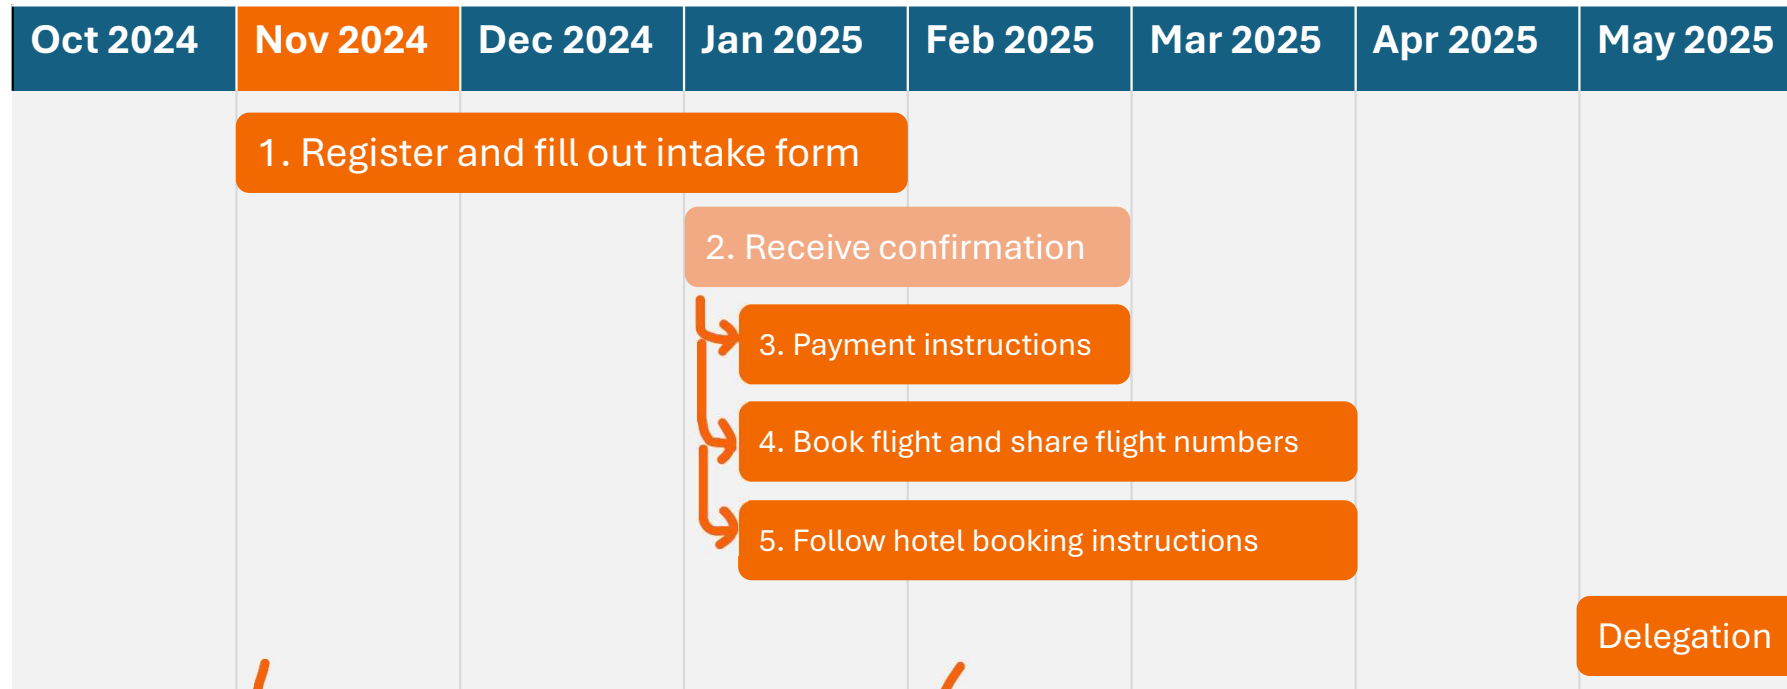 Oct 2024 Nov 2024 Dec 2024 Jan 2025 Feb 2025 Mar 2025 Apr 2025 May 2025
1. Register and fill out intake form
2. Receive confirmation
3. Payment instructions
4. Book flight and share flight numbers
5. Follow hotel booking instructions
Delegation